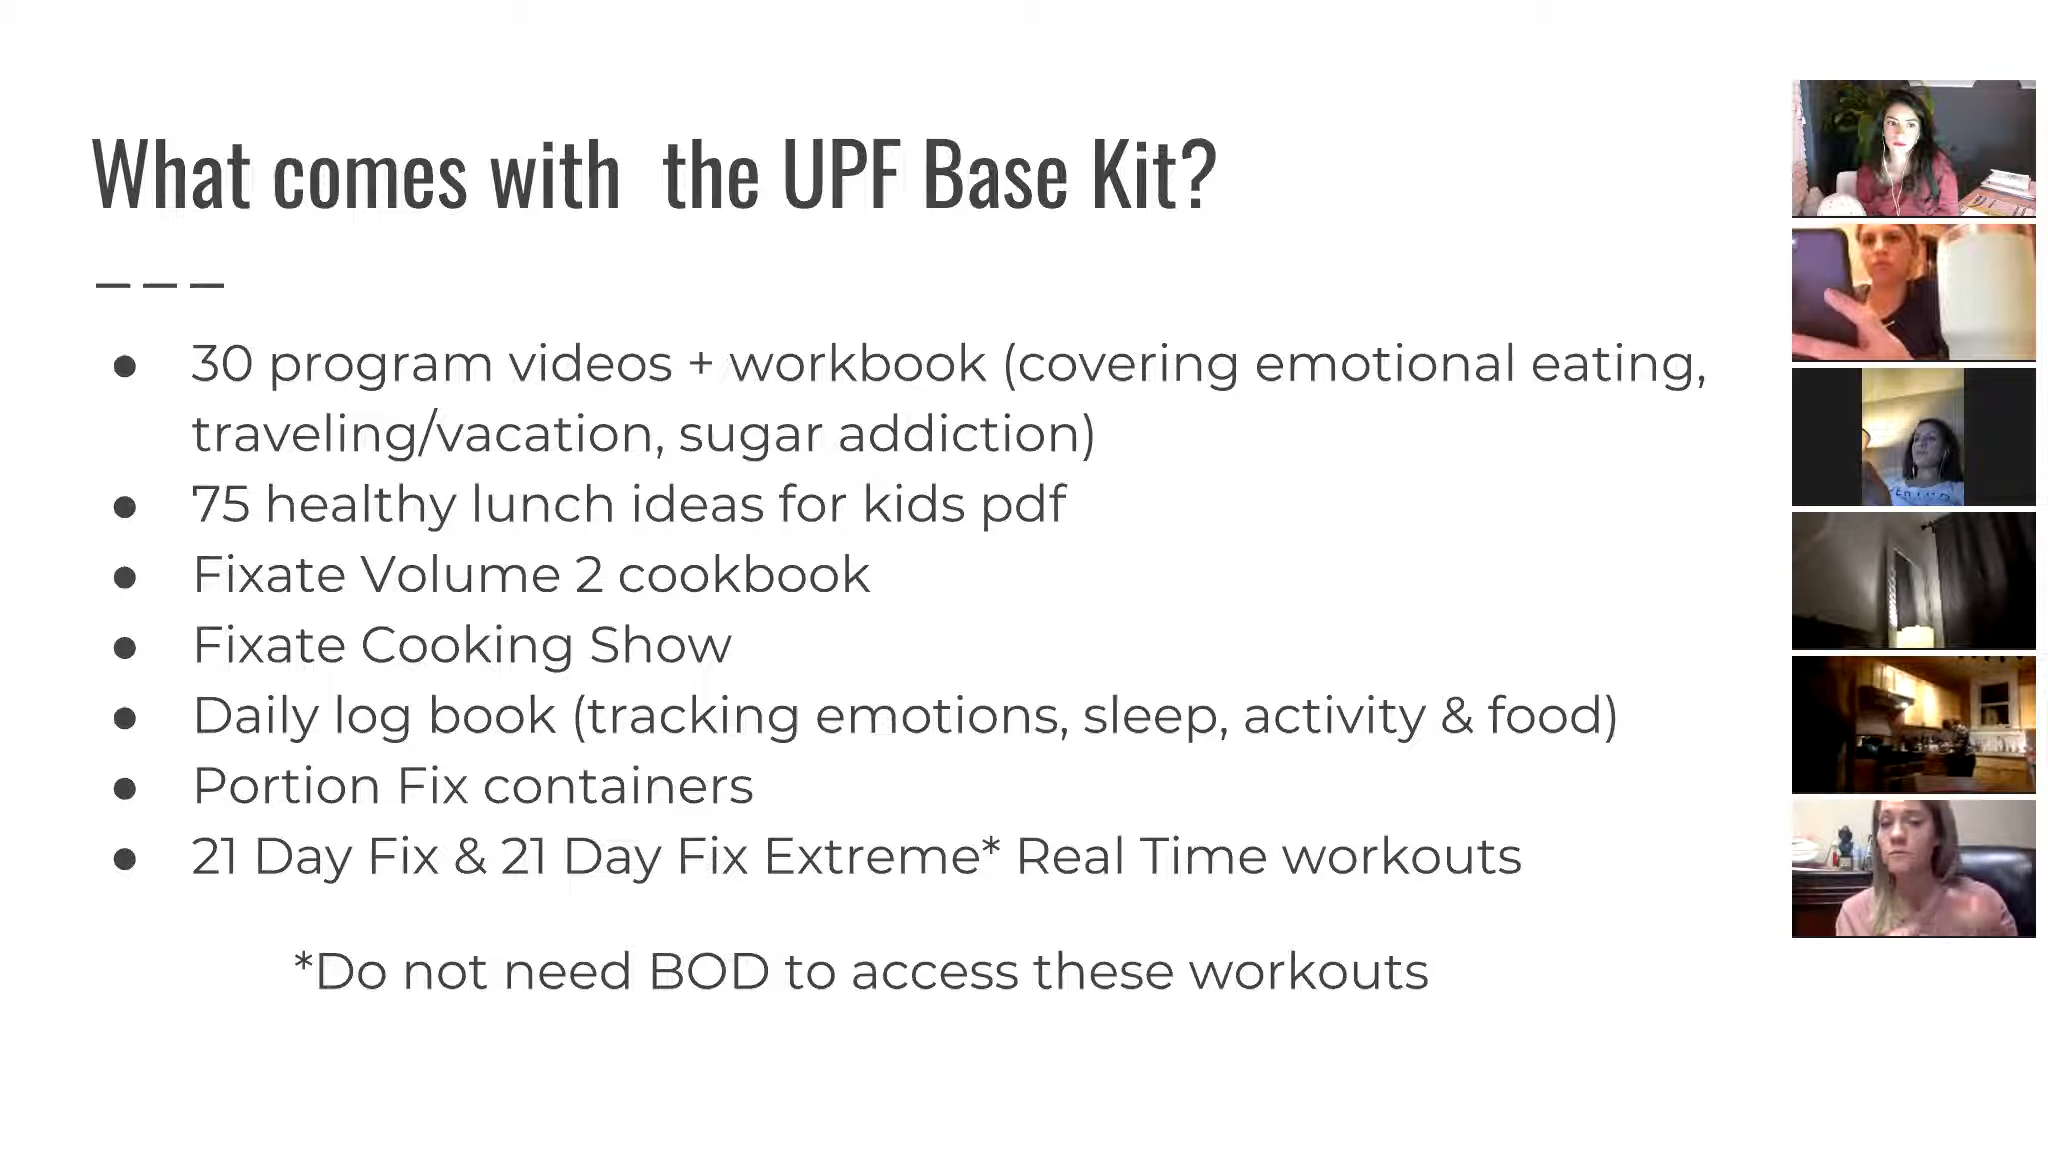 What comes with the UPF Base Kit?
● 30 program videos + workbook (covering emotional eating,
traveling/vacation, sugar addiction)
● 75 healthy lunch ideas for kids pdf
● Fixate Volume 2 cookbook
● Fixate Cooking Show
● Daily log book (tracking emotions, sleep, activity & food)
● Portion Fix containers
● 21 Day Fix & 21 Day Fix Extreme* Real Time workouts
*Do not need BOD to access these workouts